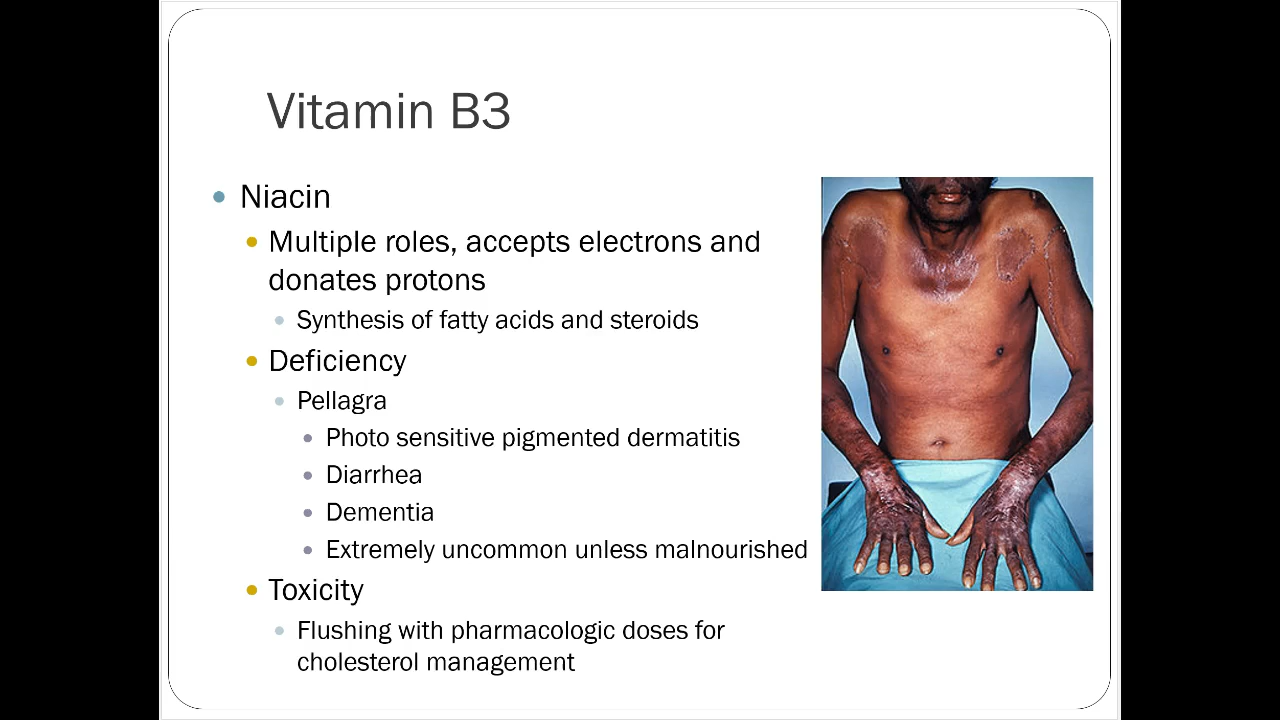 Vitamin B3
Niacin
Multiple roles, accepts electrons and
donates protons
Synthesis of fatty acids and steroids
Deficiency
Pellagra
Photo sensitive pigmented dermatitis
Diarrhea
Dementia
Extremely uncommon unless malnourished
Toxicity
Flushing with pharmacologic doses for
cholesterol management